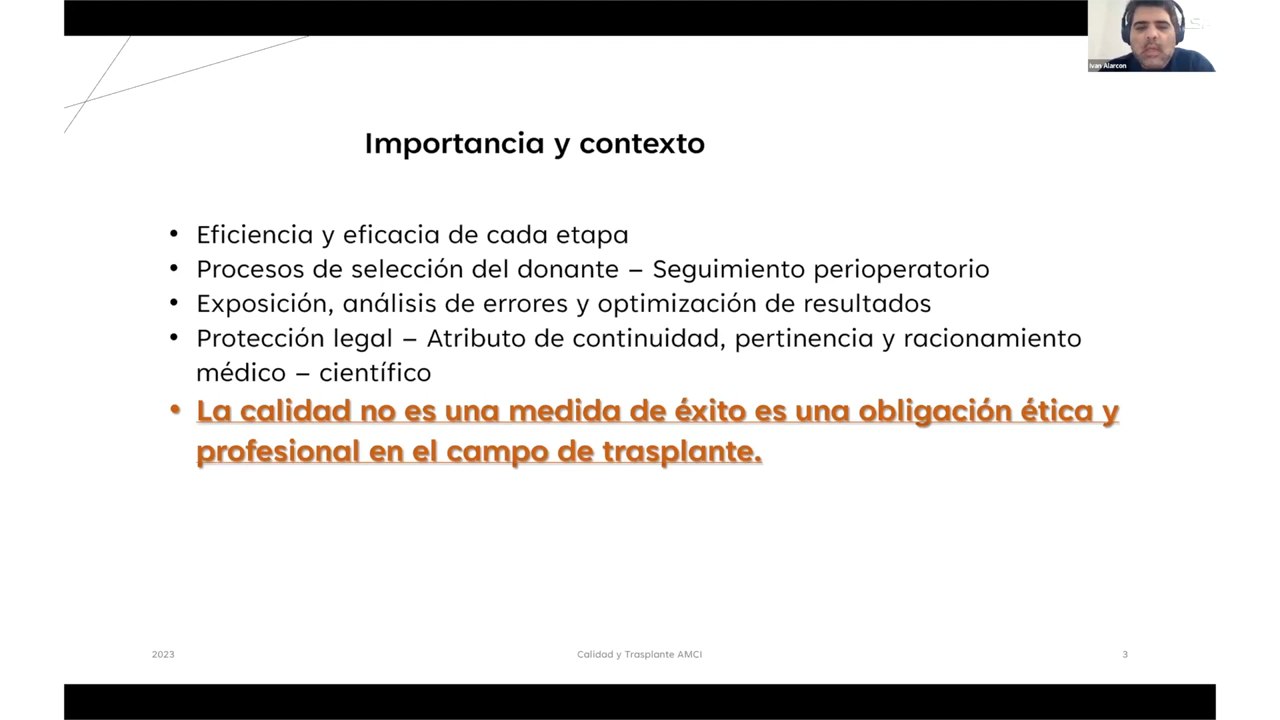 Ivan Alarcon
Importancia y contexto
• Eficiencia y eficacia de cada etapa
• Procesos de selección del donante – Seguimiento perioperatorio
• Exposición, análisis de errores y optimización de resultados
• Protección legal – Atributo de continuidad, pertinencia y racionamiento
médico – científico
• La calidad no es una medida de éxito es una obligación ética y
profesional en el campo de trasplante.
2023
Calidad y Trasplante AMCI
3